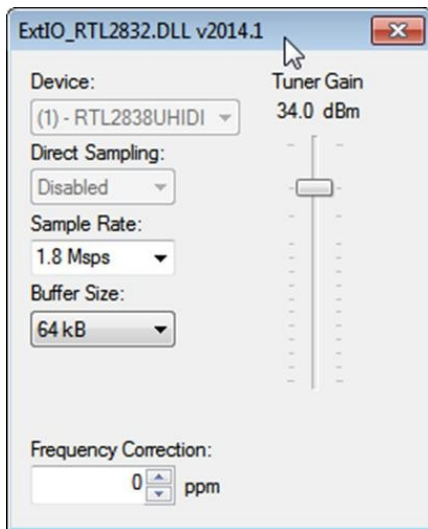 ExtIO_RTL2832.DLL v2014.1
Device:
(1) - RTL2838UHIDI
Direct Sampling:
Disabled
Sample Rate:
1.8 Msps
Buffer Size:
64 kB
Tuner Gain
34.0 dBm
Frequency Correction:
0 ppm